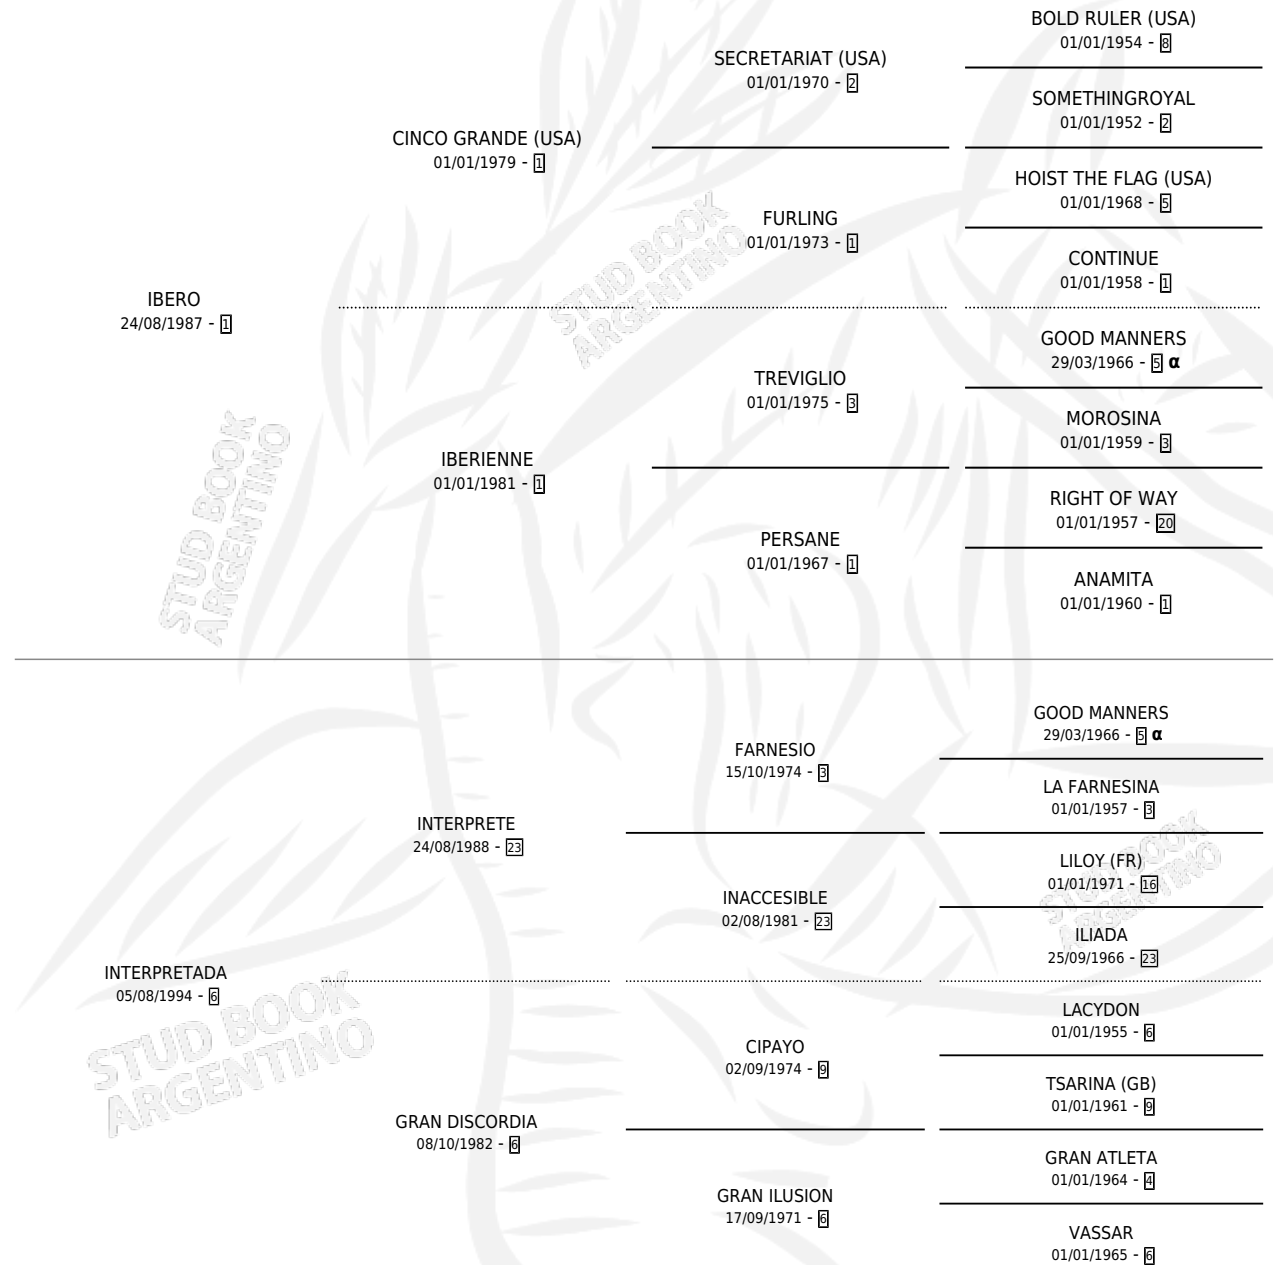 BOLD RULER (USA)
01/01/1954 - 8
SECRETARIAT (USA)
01/01/1970 - 2
SOMETHINGROYAL
01/01/1952 - 2
CINCO GRANDE (USA)
01/01/1979 - 1
HOIST THE FLAG (USA)
01/01/1968 - 5
FURLING
01/01/1973 - 1
CONTINUE
01/01/1958 - 1
STUD BOOK
ARGENTINO
IBERO
24/08/1987 - 1
GOOD MANNERS
29/03/1966 - 5 α
TREVIGLIO
01/01/1975 - 3
MOROSINA
01/01/1959 - 3
IBERIENNE
01/01/1981 - 1
RIGHT OF WAY
01/01/1957 - 20
PERSANE
01/01/1967 - 1
ANAMITA
01/01/1960 - 1
STUD BOOK
ARGENTINO
GOOD MANNERS
29/03/1966 - 5 α
FARNESIO
15/10/1974 - 3
LA FARNESINA
01/01/1957 - 3
INTERPRETE
24/08/1988 - 23
LILOY (FR)
01/01/1971 - 16
INACCESIBLE
02/08/1981 - 23
ILIADA
25/09/1966 - 23
STUD BOOK
ARGENTINO
INTERPRETADA
05/08/1994 - 6
LACYDON
01/01/1955 - 6
CIPAYO
02/09/1974 - 9
TSARINA (GB)
01/01/1961 - 9
GRAN DISCORDIA
08/10/1982 - 6
GRAN ATLETA
01/01/1964 - 4
GRAN ILUSION
17/09/1971 - 6
VASSAR
01/01/1965 - 6
STUD BOOK
ARGENTINO